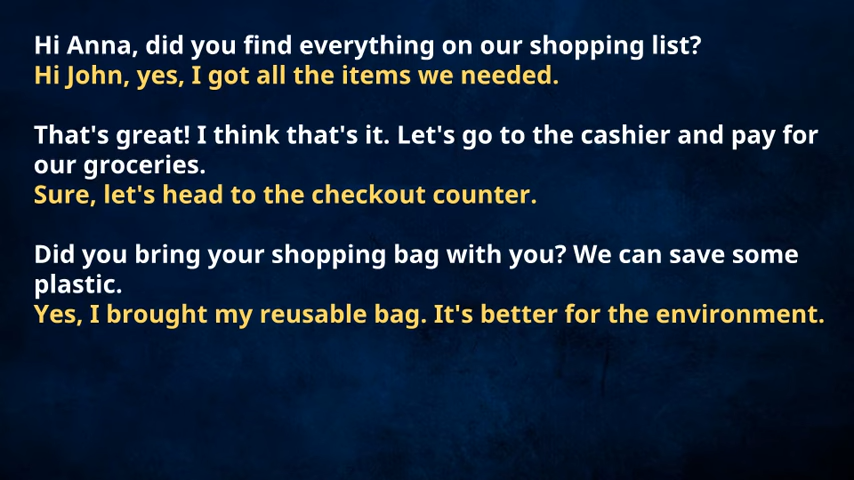 Hi Anna, did you find everything on our shopping list?
Hi John, yes, I got all the items we needed.
That's great! I think that's it. Let's go to the cashier and pay for
our groceries.
Sure, let's head to the checkout counter.
Did you bring your shopping bag with you? We can save some
plastic.
Yes, I brought my reusable bag. It's better for the environment.